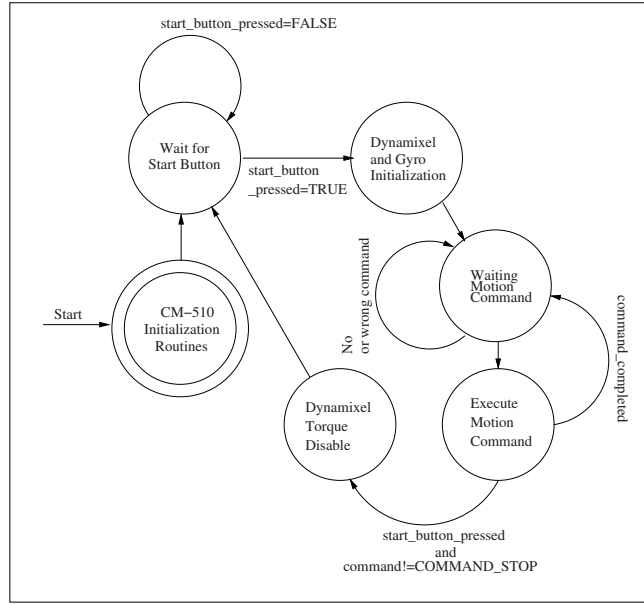 start_button_pressed=FALSE
Wait for
Start Button
start_button
_pressed=TRUE
Dynamixel
and Gyro
Initialization
No
or wrong command
Waiting
Motion
Command
command_completed
Start
CM−510
Initialization
Routines
Dynamixel
Torque
Disable
Execute
Motion
Command
start_button_pressed
and
command!=COMMAND_STOP